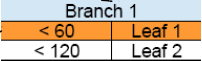 Branch 1
< 60 Leaf 1
< 120 Leaf 2